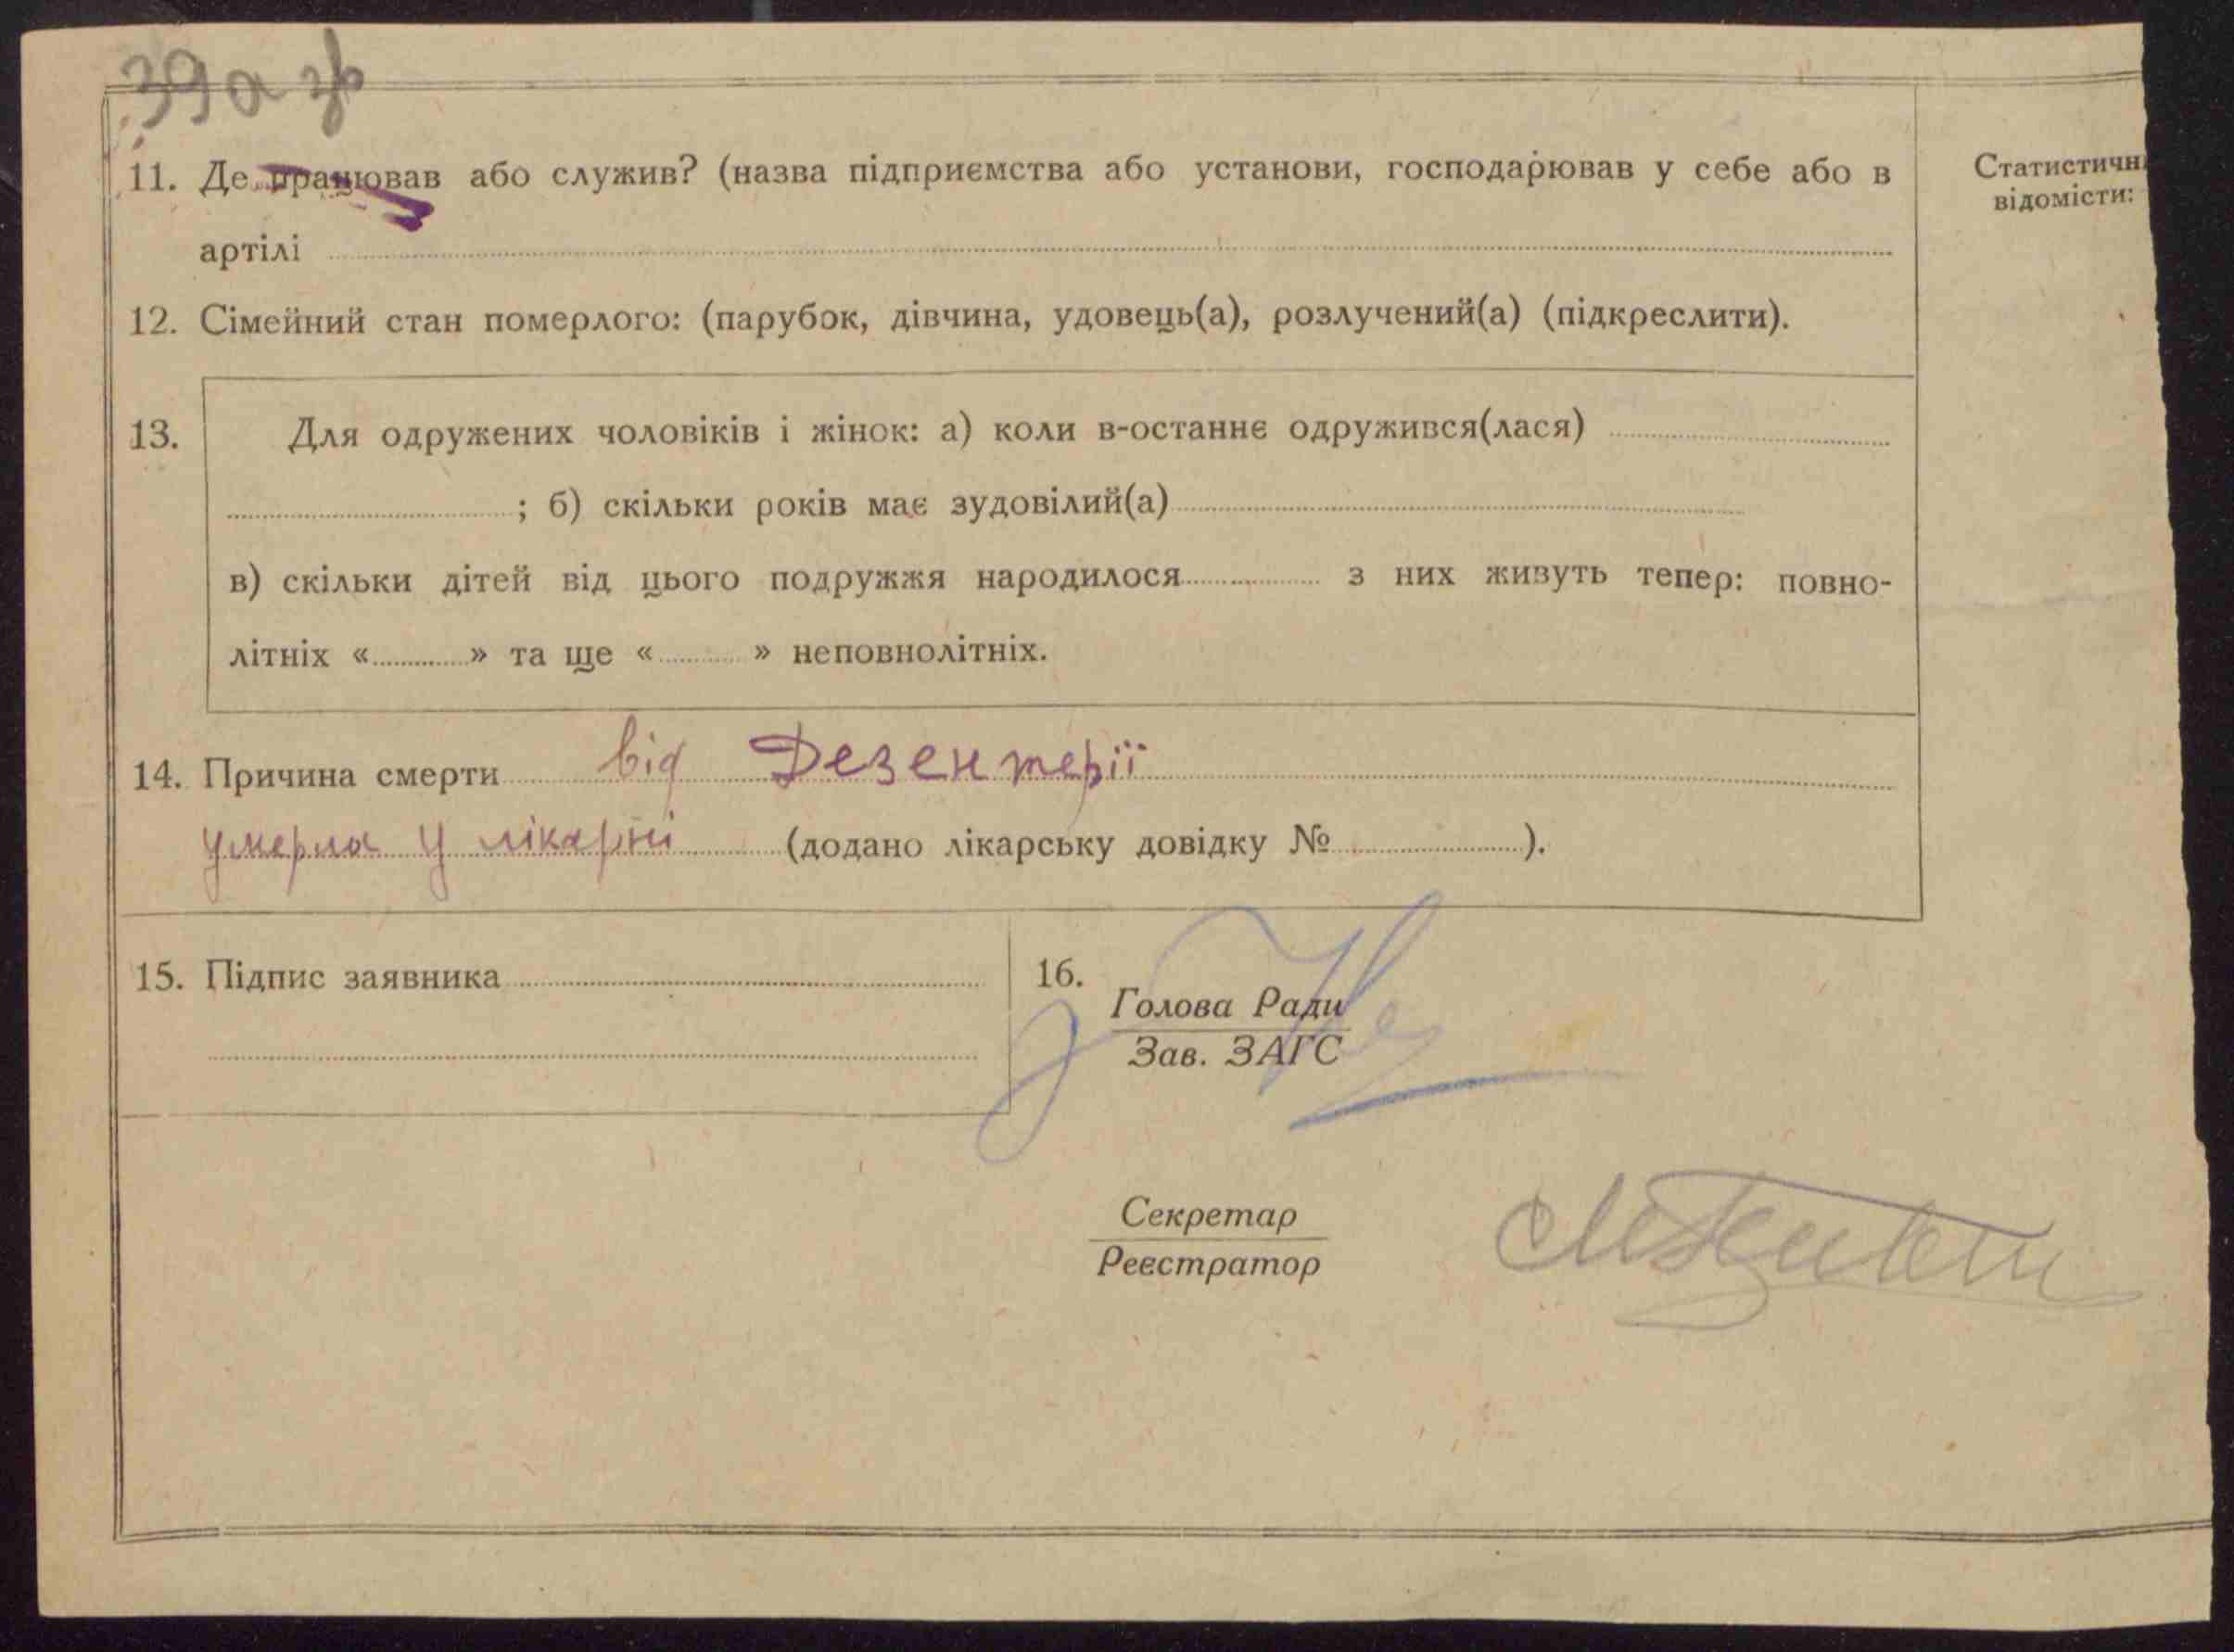 39а зв
11. Де працював або служив? (назва підприємства або установи, господарював у себе або в
артілі
Статистичн
відомісти:
12. Сімейний стан померлого: (парубок, дівчина, удовець(а), розлучений(а) (підкреслити).
13. Для одружених чоловіків і жінок: а) коли в-останнє одружився(лася)
; б) скільки років має зудовілий(а)
в) скільки дітей від цього подружжя народилося з них живуть тепер: повно-
літніх « » та ще « » неповнолітніх.
14. Причина смерти від Дезентерії
умерла у лікарні (додано лікарську довідку № ).
15. Підпис заявника
16. Голова Ради
Зав. ЗАГС
Секретар
Реєстратор